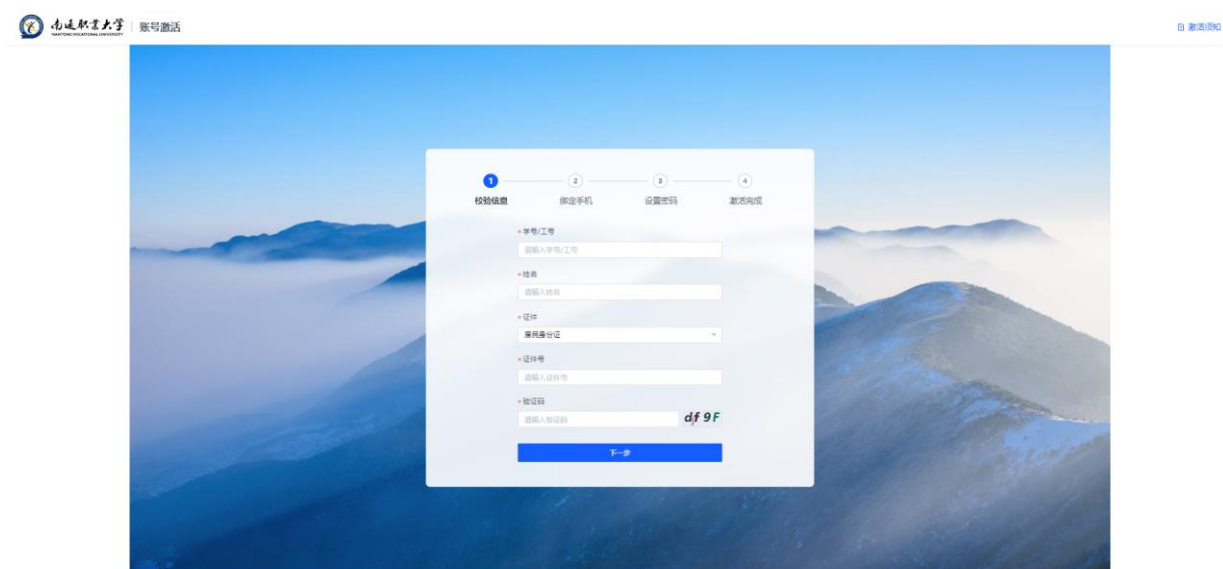 南通职业大学 账号激活
NANTONG VOCATIONAL UNIVERSITY
激活须知
1 2 3 4
校验信息 绑定手机 设置密码 激活完成
* 学号/工号
请输入学号/工号
* 姓名
请输入姓名
* 证件
居民身份证
* 证件号
请输入证件号
* 验证码
请输入验证码 df9F
下一步